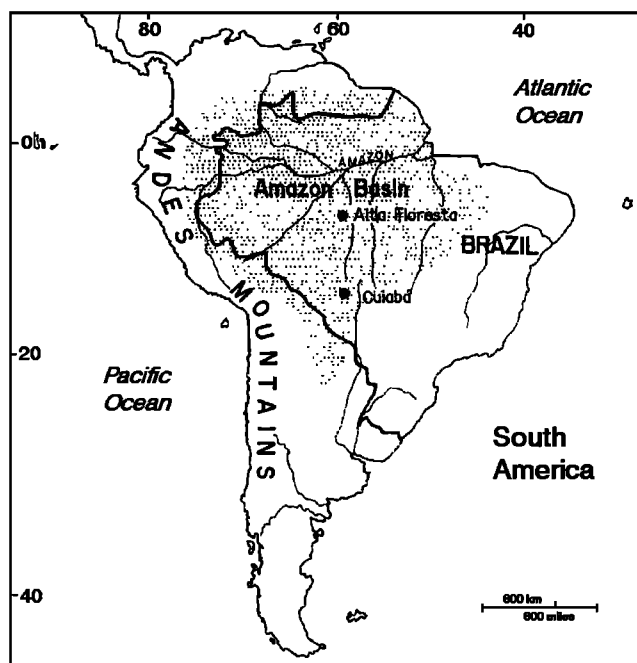 80
60
40
Atlantic
Ocean
0
ANDES
AMAZON
Amazon Basin
Alta Floresta
BRAZIL
MOUNTAINS
Cuiabá
-20
Pacific
Ocean
South
America
-40
600 km
600 miles